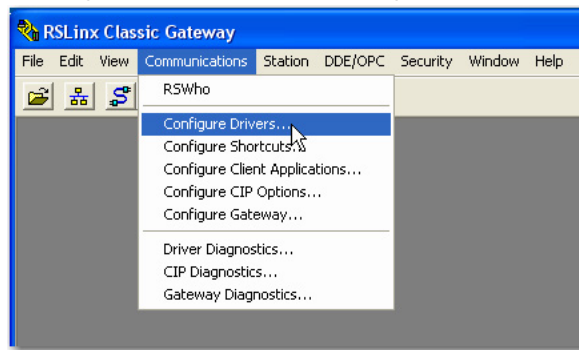 RSLinx Classic Gateway
File Edit View Communications Station DDE/OPC Security Window Help
RSWho
Configure Drivers...
Configure Shortcuts...
Configure Client Applications...
Configure CIP Options...
Configure Gateway...
Driver Diagnostics...
CIP Diagnostics...
Gateway Diagnostics...